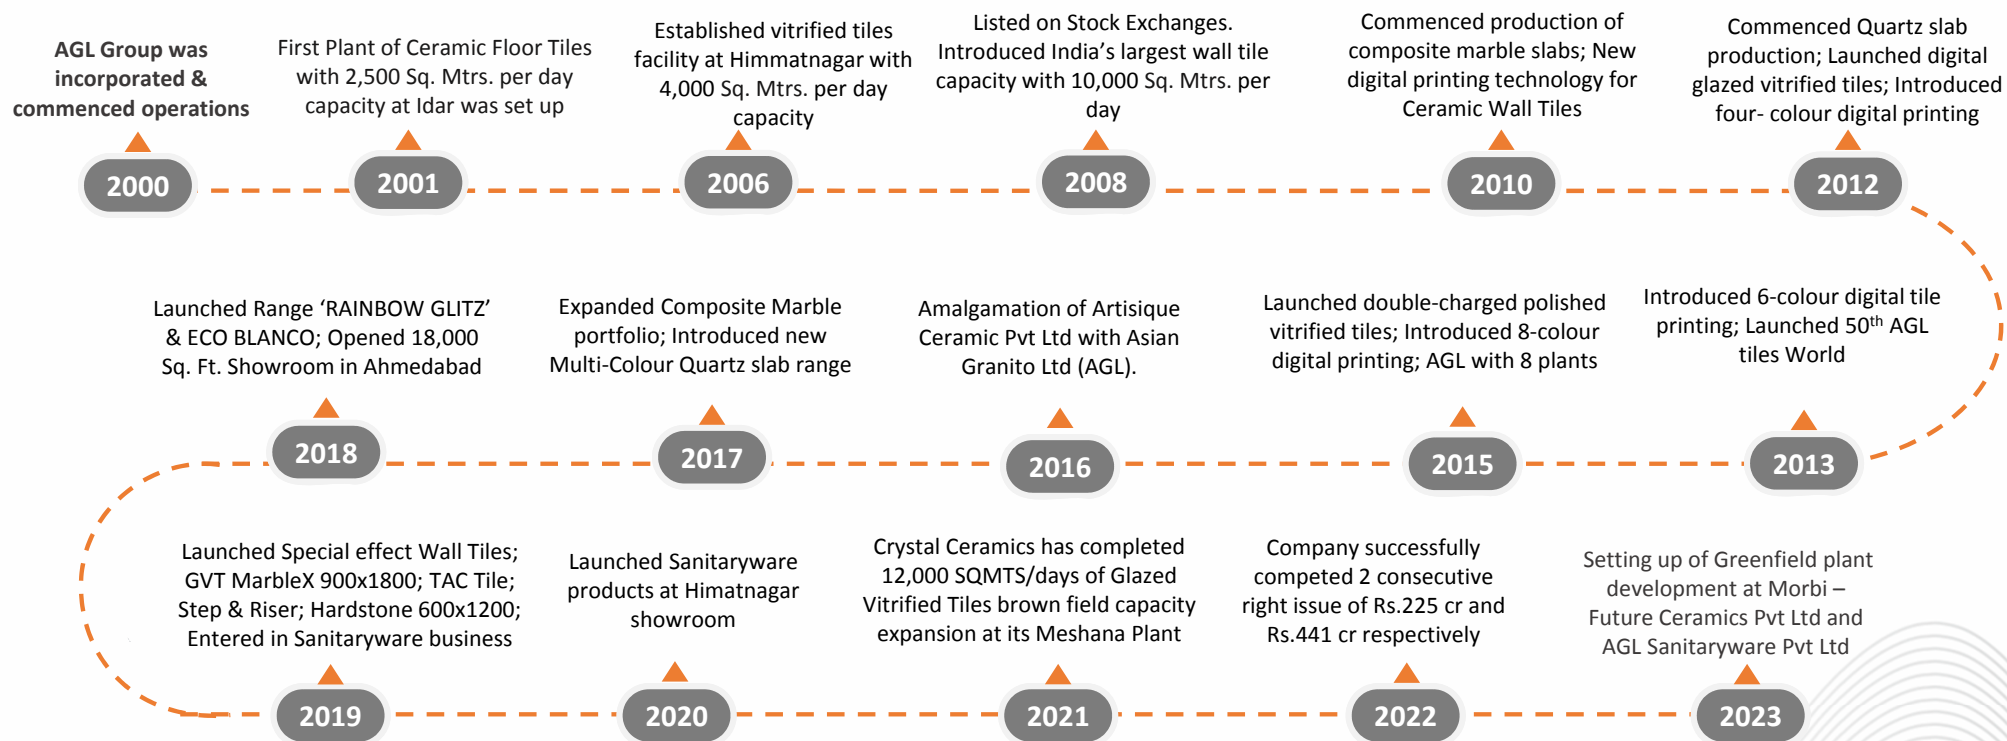 AGL Group was
incorporated &
commenced operations
2000
First Plant of Ceramic Floor Tiles
with 2,500 Sq. Mtrs. per day
capacity at Idar was set up
2001
Established vitrified tiles
facility at Himmatnagar with
4,000 Sq. Mtrs. per day
capacity
2006
Listed on Stock Exchanges.
Introduced India's largest wall tile
capacity with 10,000 Sq. Mtrs. per
day
2008
Commenced production of
composite marble slabs; New
digital printing technology for
Ceramic Wall Tiles
2010
Commenced Quartz slab
production; Launched digital
glazed vitrified tiles; Introduced
four- colour digital printing
2012
Introduced 6-colour digital tile
printing; Launched 50th AGL
tiles World
2013
Launched double-charged polished
vitrified tiles; Introduced 8-colour
digital printing; AGL with 8 plants
2015
Amalgamation of Artisique
Ceramic Pvt Ltd with Asian
Granito Ltd (AGL).
2016
Expanded Composite Marble
portfolio; Introduced new
Multi-Colour Quartz slab range
2017
Launched Range ‘RAINBOW GLITZ’
& ECO BLANCO; Opened 18,000
Sq. Ft. Showroom in Ahmedabad
2018
Launched Special effect Wall Tiles;
GVT MarbleX 900x1800; TAC Tile;
Step & Riser; Hardstone 600x1200;
Entered in Sanitaryware business
2019
Launched Sanitaryware
products at Himatnagar
showroom
2020
Crystal Ceramics has completed
12,000 SQMTS/days of Glazed
Vitrified Tiles brown field capacity
expansion at its Meshana Plant
2021
Company successfully
competed 2 consecutive
right issue of Rs.225 cr and
Rs.441 cr respectively
2022
Setting up of Greenfield plant
development at Morbi –
Future Ceramics Pvt Ltd and
AGL Sanitaryware Pvt Ltd
2023